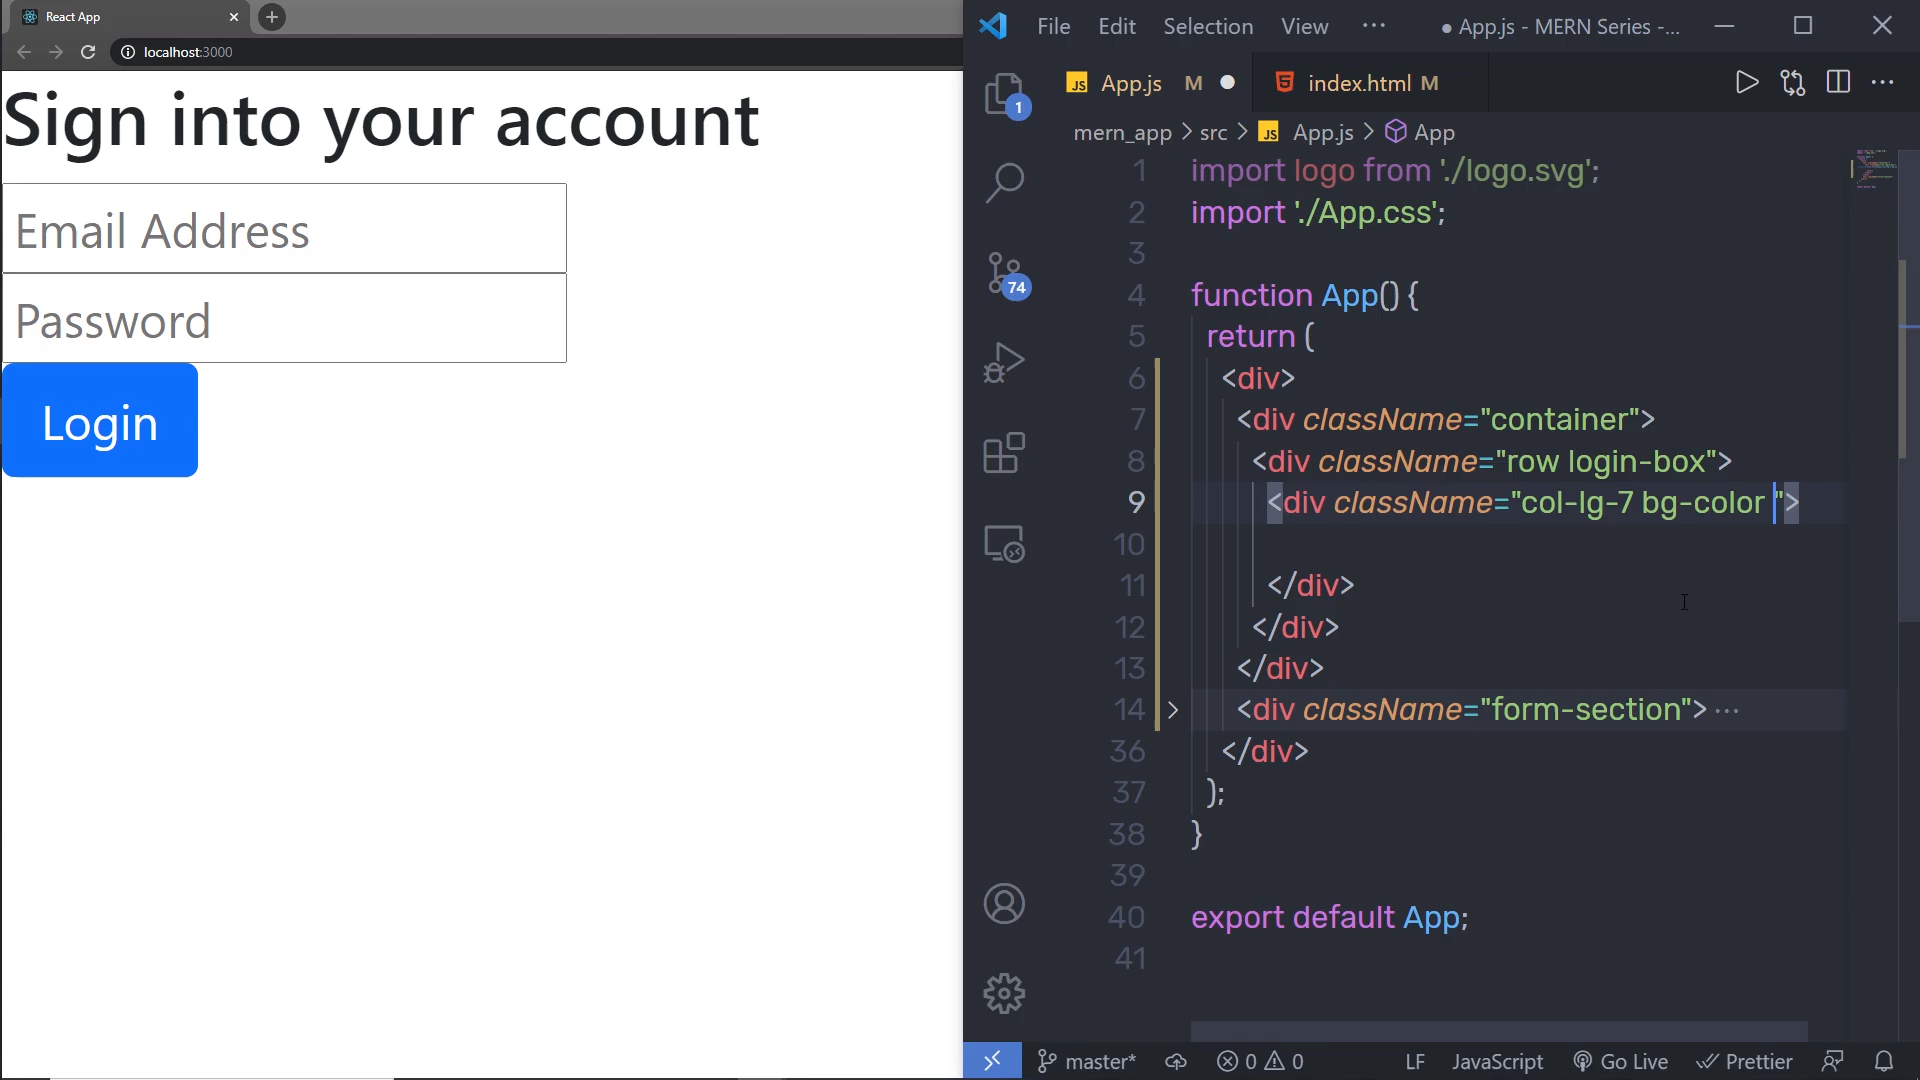 React App
localhost:3000
Sign into your account
Email Address
Password
Login
File Edit Selection View ···
● App.js - MERN Series -...
JS App.js M
index.html M
mern_app > src > JS App.js > App
1 import logo from './logo.svg';
2 import './App.css';
3
4 function App() {
5 return (
6 <div>
7 <div className="container">
8 <div className="row login-box">
9 <div className="col-lg-7 bg-color ">
10
11 </div>
12 </div>
13 </div>
14 <div className="form-section"> ···
36 </div>
37 );
38 }
39
40 export default App;
41
1
74
master* 0 0 LF JavaScript Go Live Prettier